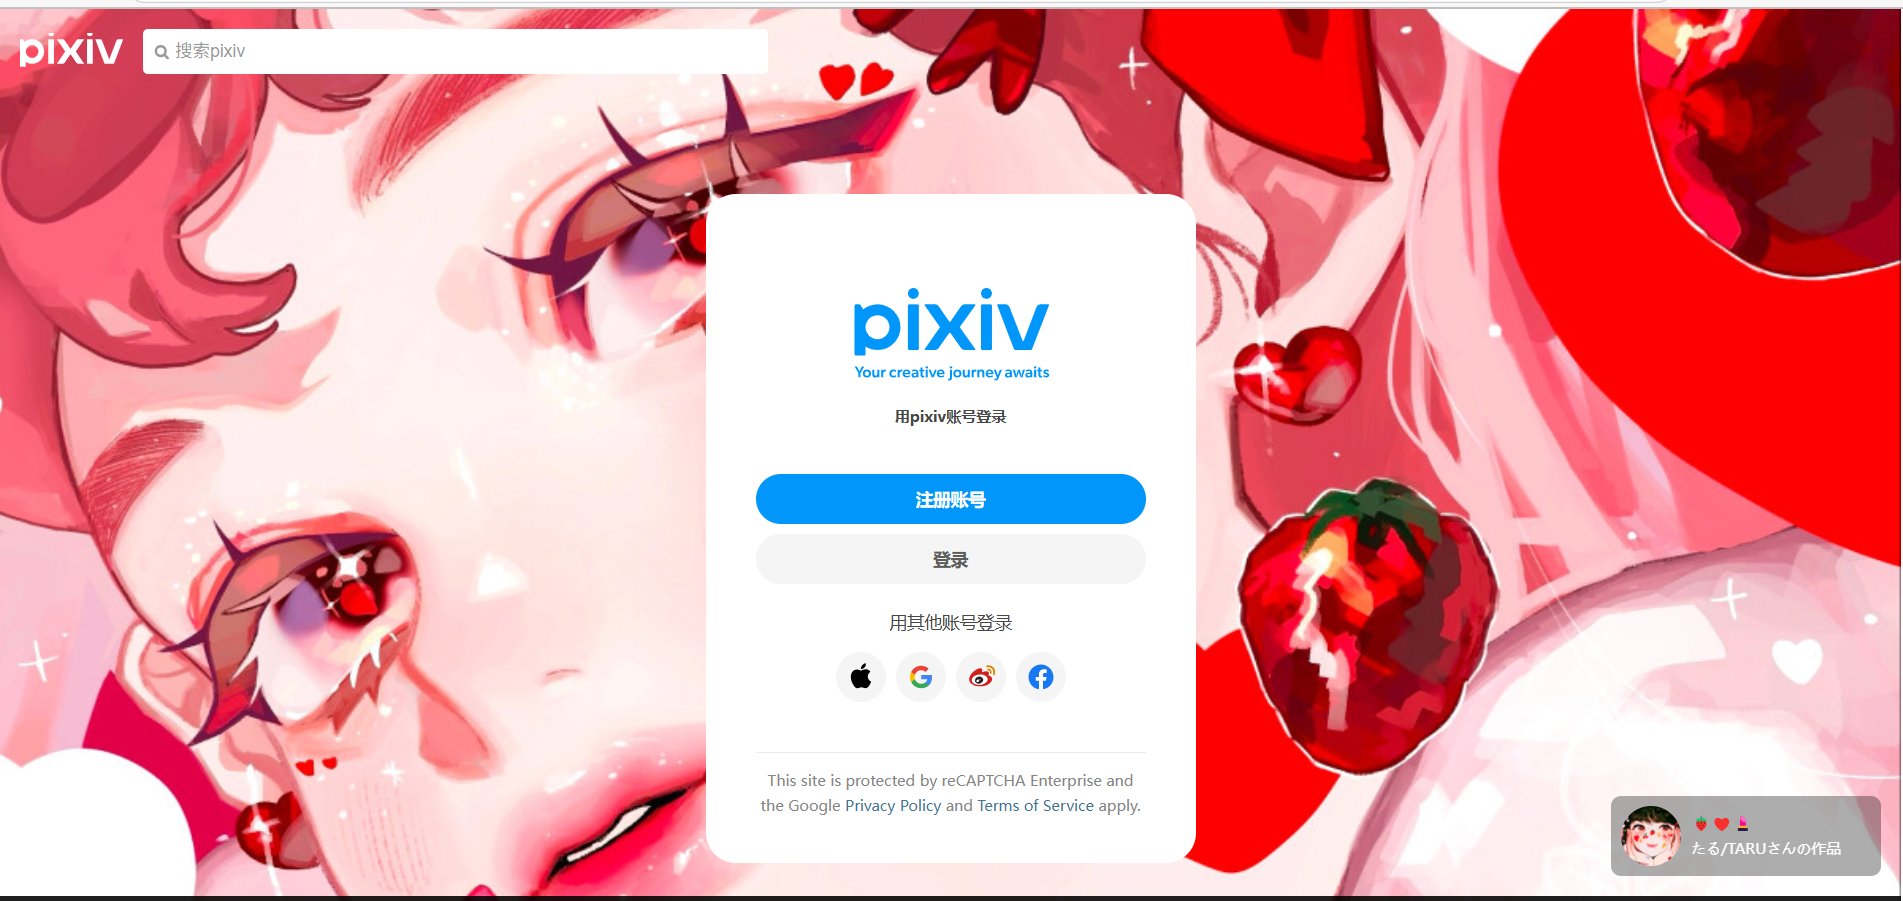 pixiv
搜索pixiv
pixiv
Your creative journey awaits
用pixiv账号登录
注册账号
登录
用其他账号登录
This site is protected by reCAPTCHA Enterprise and
the Google Privacy Policy and Terms of Service apply.
🍓❤️💄
たる/TARUさんの作品